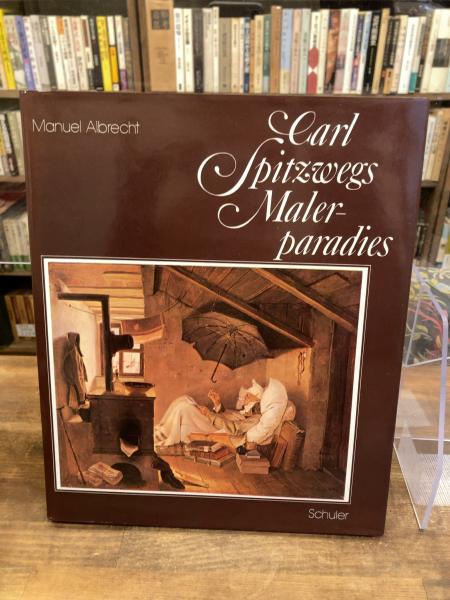 Manuel Albrecht
Carl
Spitzwegs
Maler-
paradies
Schuler